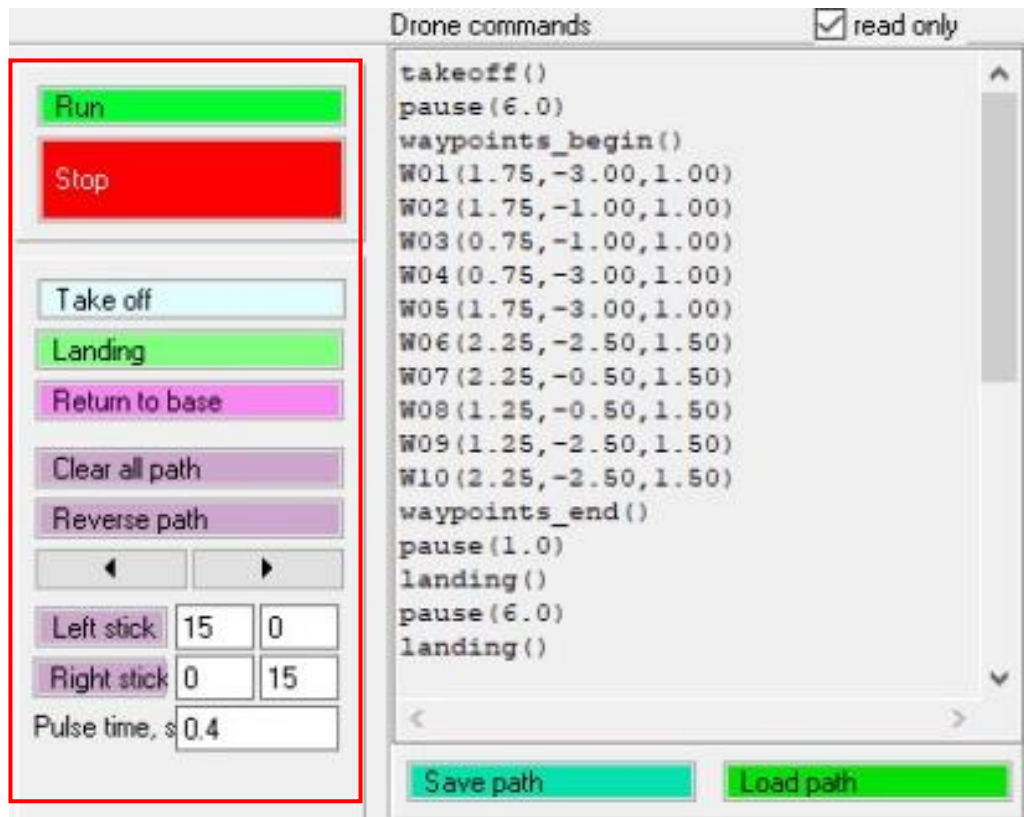 Drone commands
read only
Run
Stop
Take off
Landing
Return to base
Clear all path
Reverse path
Left stick 15 0
Right stick 0 15
Pulse time, s 0.4
takeoff()
pause(6.0)
waypoints_begin()
W01(1.75,-3.00,1.00)
W02(1.75,-1.00,1.00)
W03(0.75,-1.00,1.00)
W04(0.75,-3.00,1.00)
W05(1.75,-3.00,1.00)
W06(2.25,-2.50,1.50)
W07(2.25,-0.50,1.50)
W08(1.25,-0.50,1.50)
W09(1.25,-2.50,1.50)
W10(2.25,-2.50,1.50)
waypoints_end()
pause(1.0)
landing()
pause(6.0)
landing()
Save path
Load path